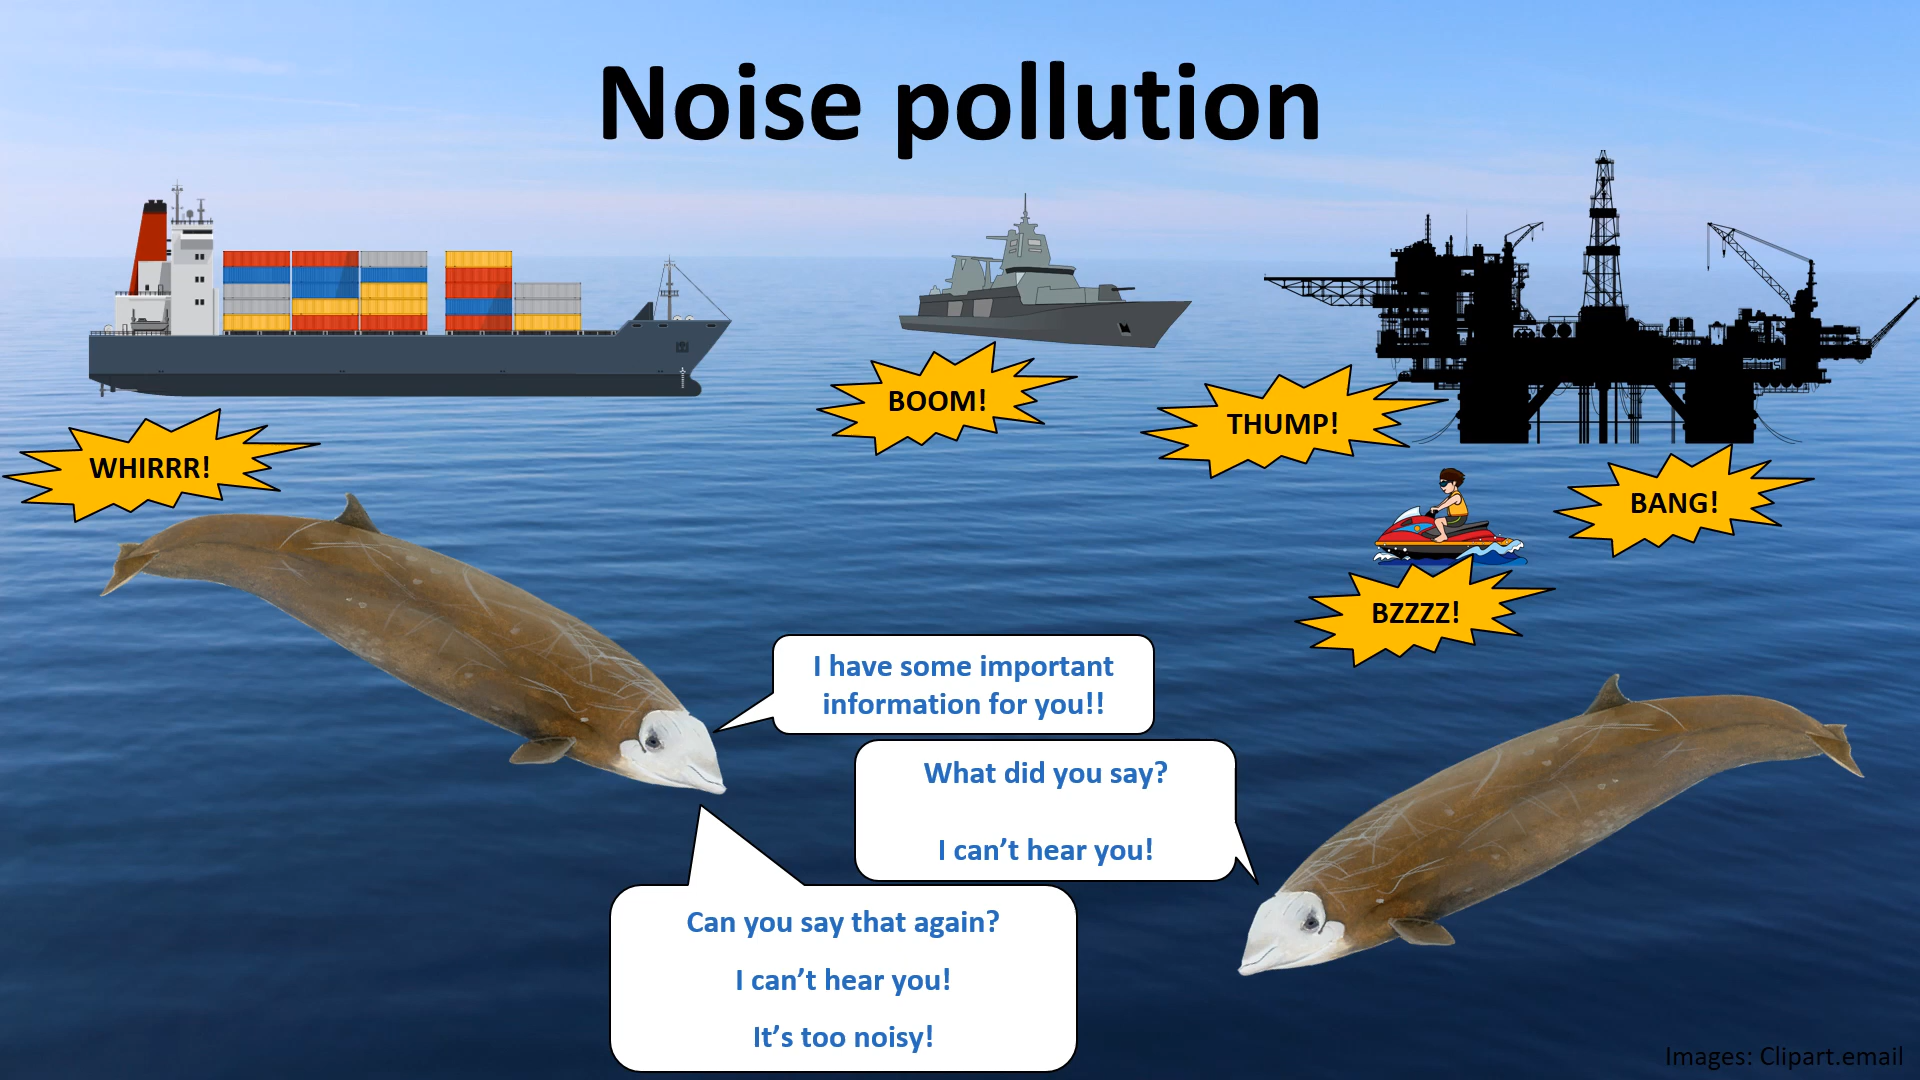 Noise pollution
WHIRRR!
BOOM!
THUMP!
BANG!
BZZZZ!
I have some important
information for you!!
What did you say?
I can’t hear you!
Can you say that again?
I can’t hear you!
It’s too noisy!
Images: Clipart.email